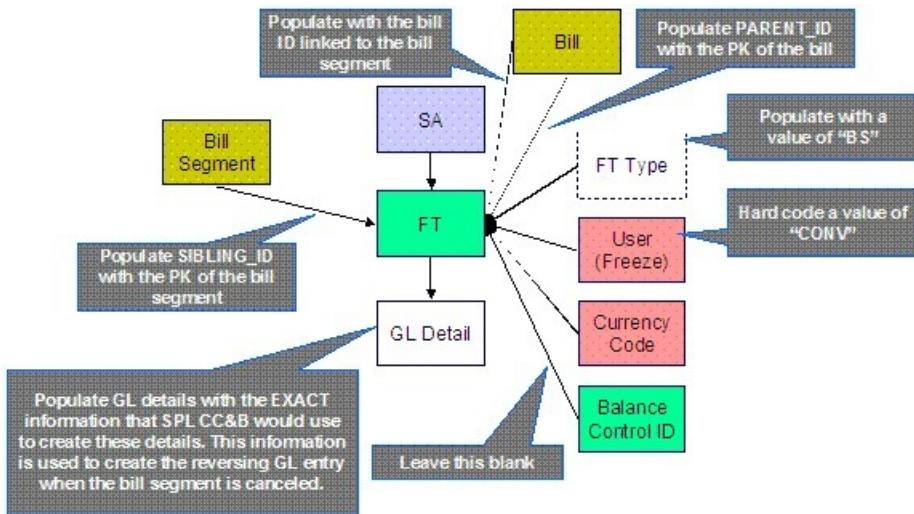 Populate with the bill
ID linked to the bill
segment
Bill
Populate PARENT_ID
with the PK of the bill
SA
Populate with a
value of "BS"
Bill
Segment
FT Type
FT
Hard code a value of
"CONV"
User
(Freeze)
Populate SIBLING_ID
with the PK of the bill
segment
GL Detail
Currency
Code
Populate GL details with the EXACT
information that SPL CC&B would use
to create these details. This information
is used to create the reversing GL entry
when the bill segment is canceled.
Leave this blank
Balance
Control ID